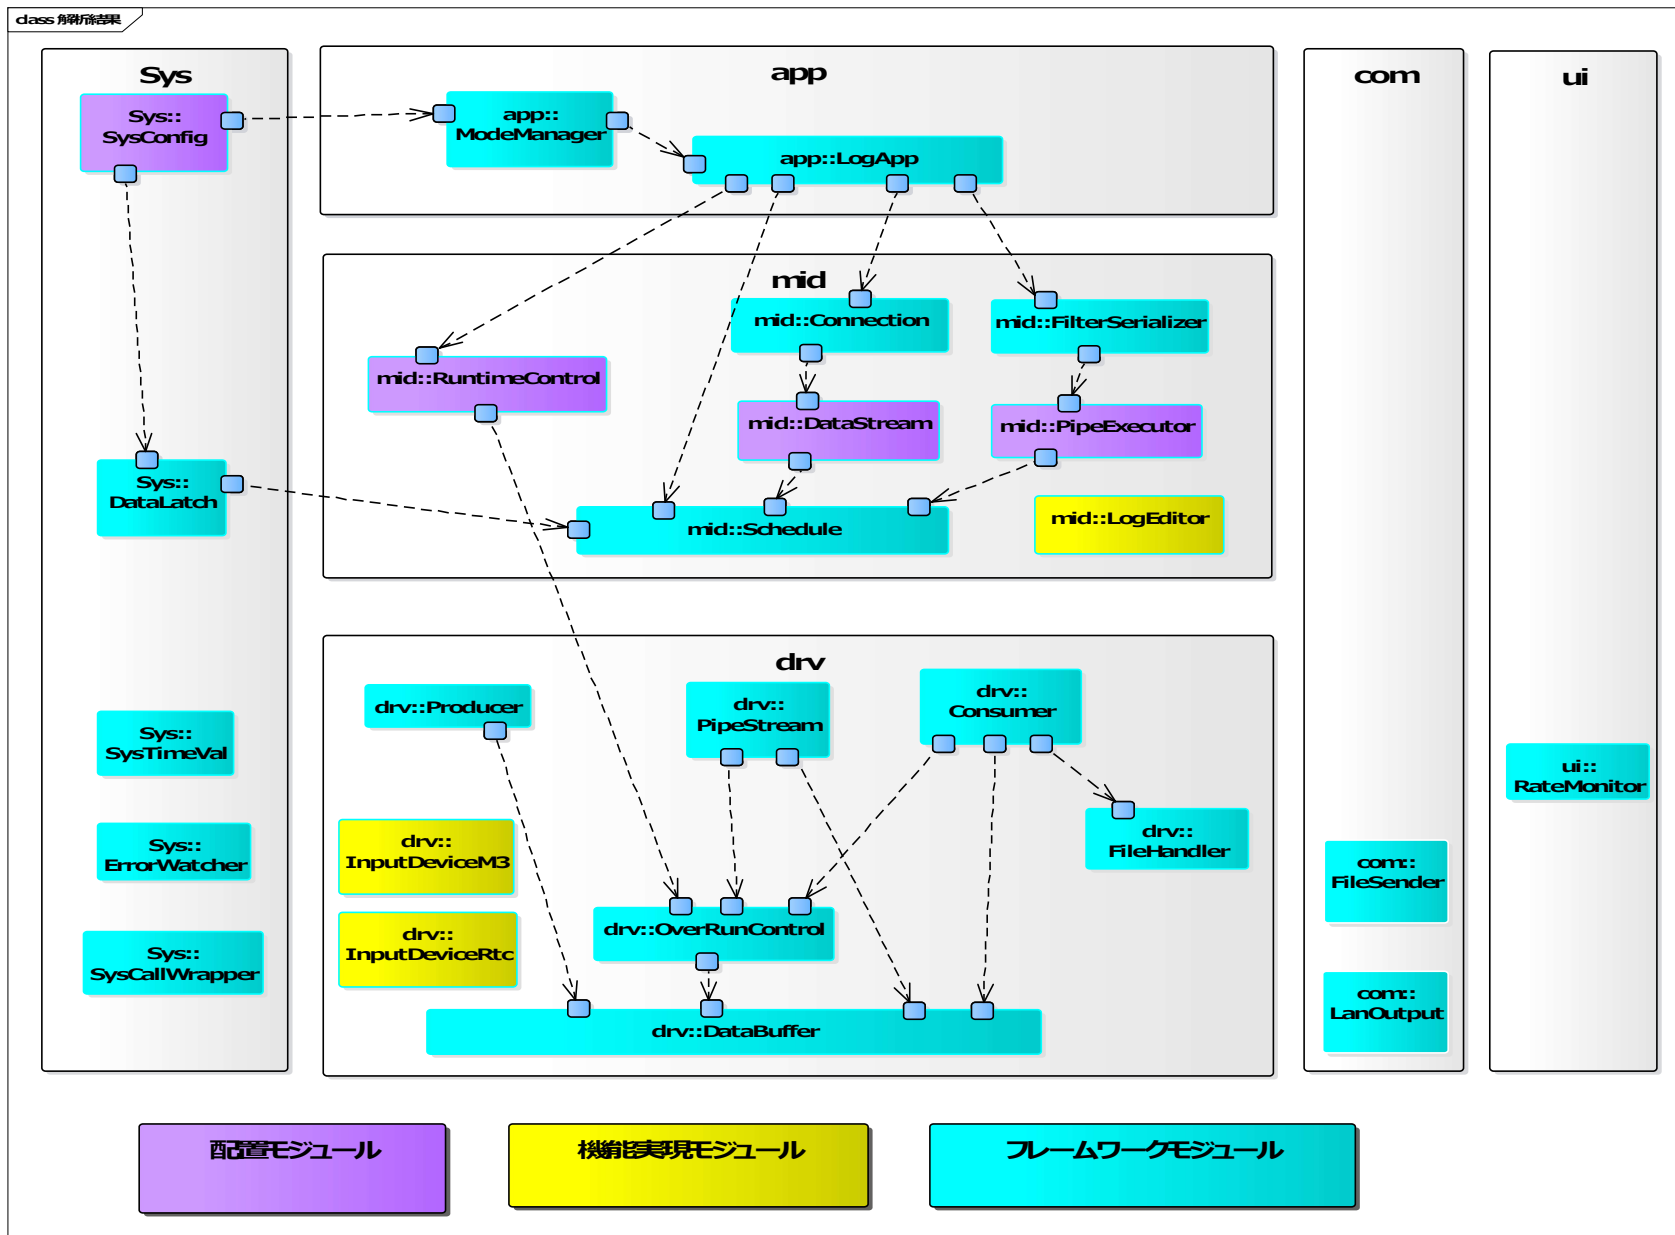 class 解析結果
Sys
Sys::
SysConfig
Sys::
DataLatch
Sys::
SysTimeVal
Sys::
ErrorWatcher
Sys::
SysCallWrapper
app
app::
ModeManager
app::LogApp
mid
mid::Connection
mid::FilterSerializer
mid::RuntimeControl
mid::DataStream
mid::PipeExecutor
mid::Schedule
mid::LogEditor
drv
drv::Producer
drv::
PipeStream
drv::
Consumer
drv::
InputDeviceM3
drv::
FileHandler
drv::
InputDeviceRtc
drv::OverRunControl
drv::DataBuffer
com
com::
FileSender
com::
LanOutput
ui
ui::
RateMonitor
配置モジュール
機能実現モジュール
フレームワークモジュール